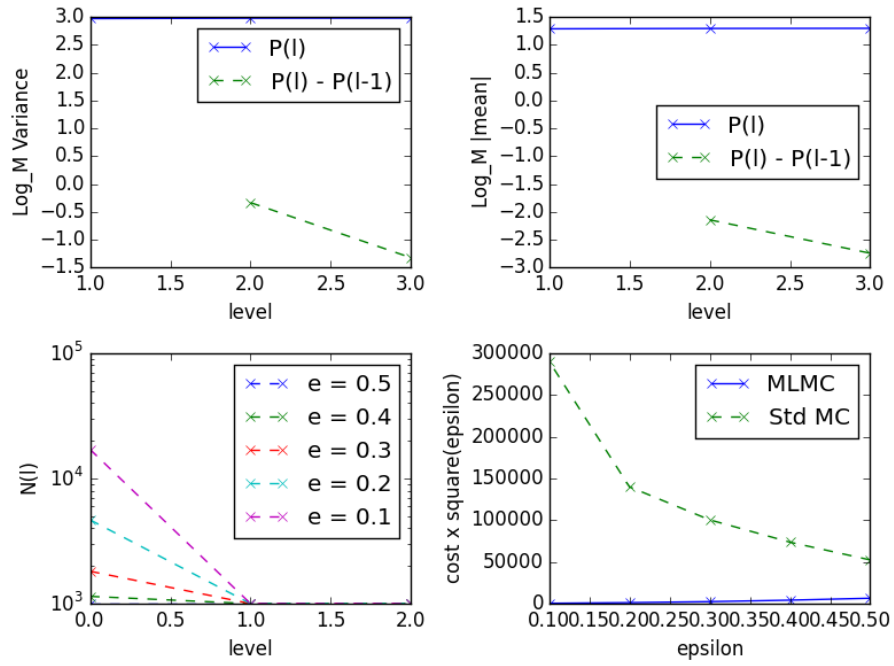 3.0
2.5
2.0
1.5
1.0
0.5
0.0
−0.5
−1.0
−1.5
Log_M Variance
P(l)
P(l) - P(l-1)
1.0 1.5 2.0 2.5 3.0
level
1.5
1.0
0.5
0.0
−0.5
−1.0
−1.5
−2.0
−2.5
−3.0
Log_M |mean|
P(l)
P(l) - P(l-1)
1.0 1.5 2.0 2.5 3.0
level
10^5
10^4
10^3
N(l)
e = 0.5
e = 0.4
e = 0.3
e = 0.2
e = 0.1
0.0 0.5 1.0 1.5 2.0
level
300000
250000
200000
150000
100000
50000
0
cost x square(epsilon)
MLMC
Std MC
0.100.150.200.250.300.350.400.450.50
epsilon